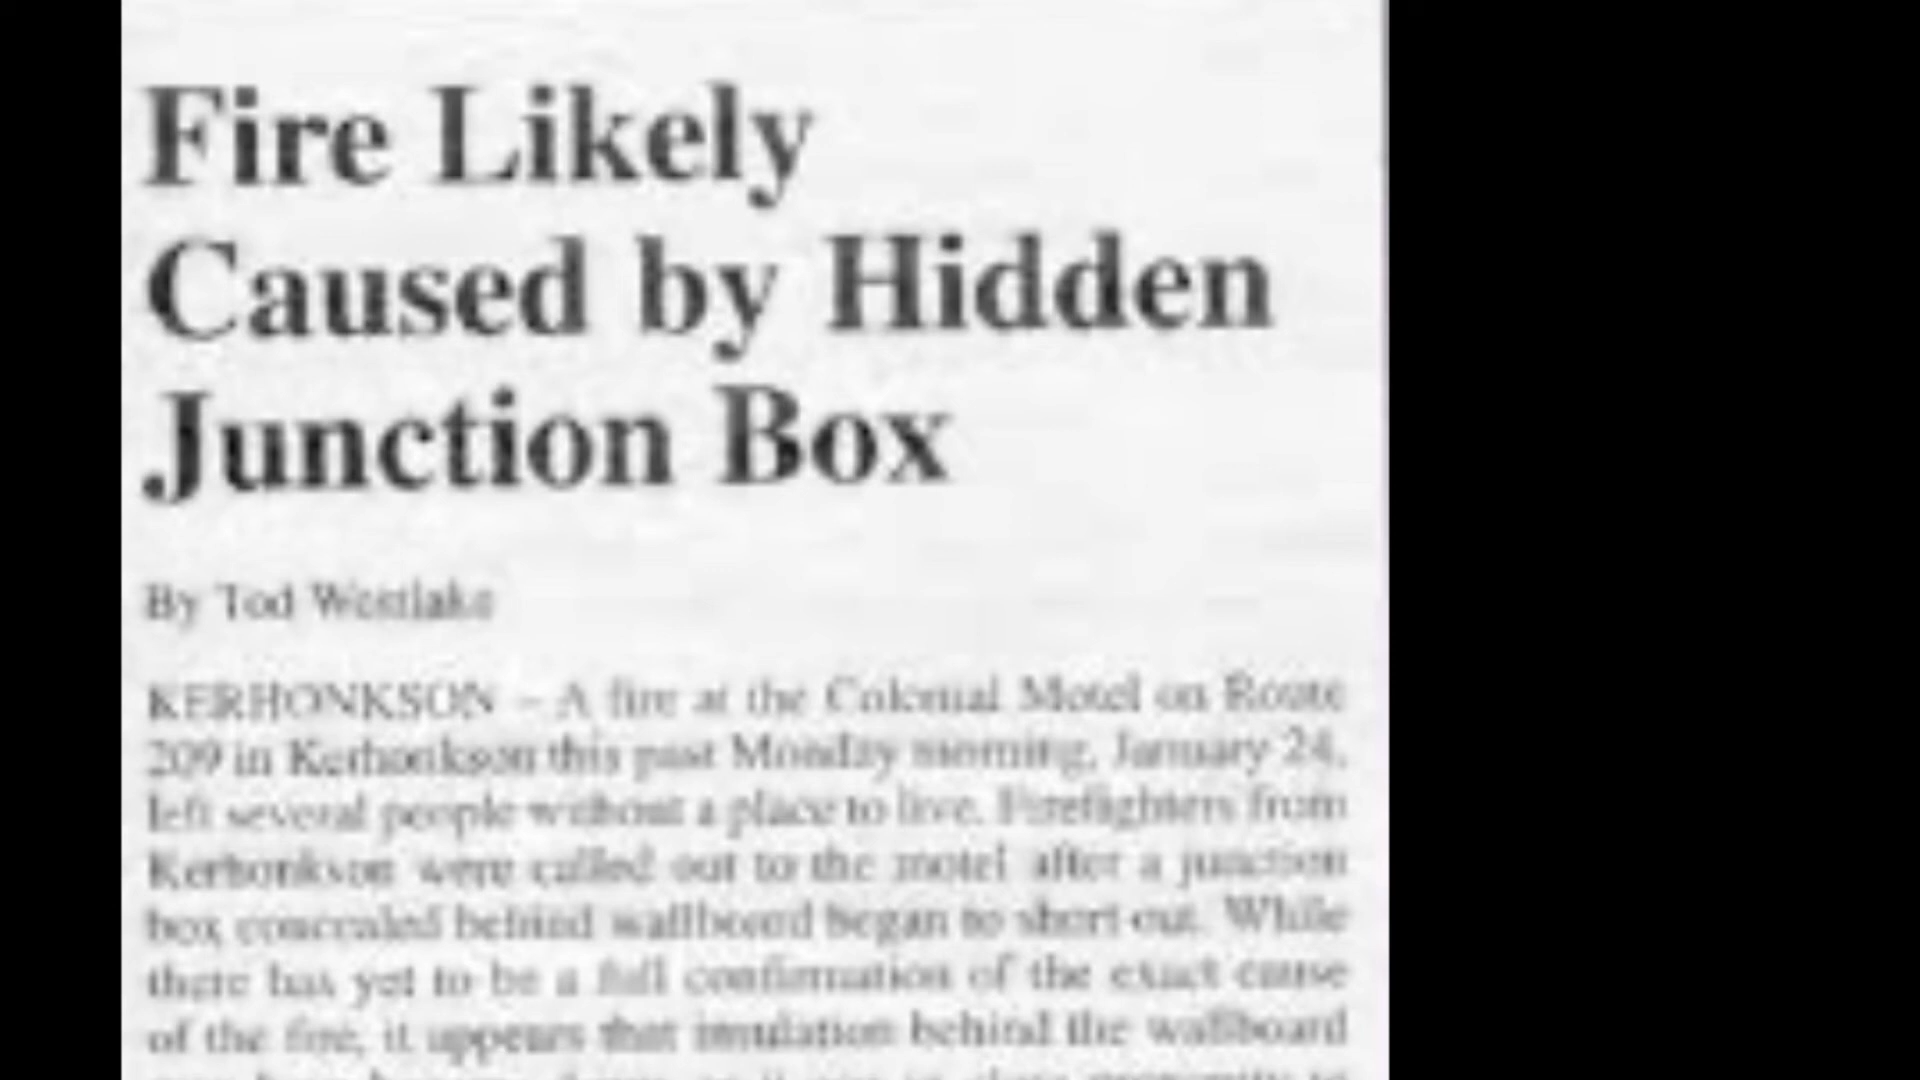 Fire Likely
Caused by Hidden
Junction Box
By Tod Westlake
KERHONKSON – A fire at the Colonial Motel on Route
209 in Kerhonkson this past Monday morning, January 24,
left several people without a place to live. Firefighters from
Kerhonkson were called out to the motel after a junction
box concealed behind wallboard began to short-out. While
there has yet to be a full confirmation of the exact cause
of the fire, it appears that insulation behind the wallboard